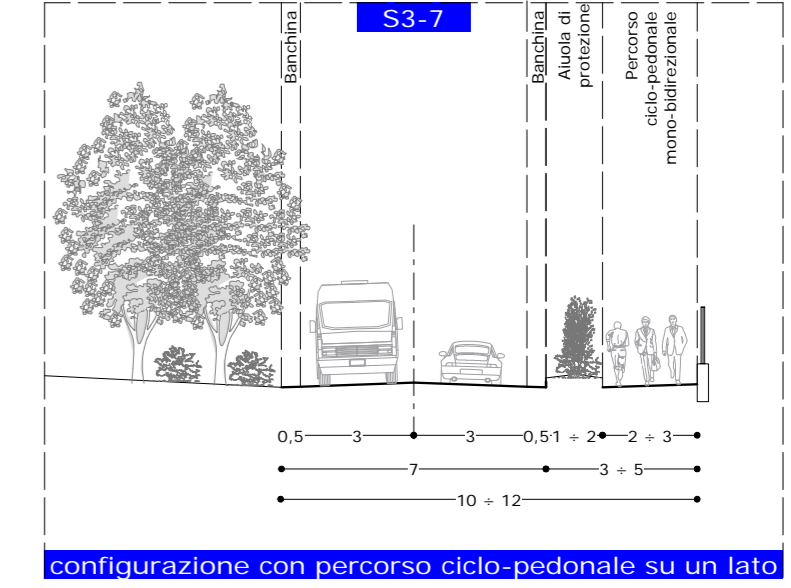 S3-7
Banchina
Banchina
Aiuola di
protezione
Percorso
ciclo-pedonale
mono-bidirezionale
0,5 3 3 0,5 1 ÷ 2 2 ÷ 3
7 3 ÷ 5
10 ÷ 12
configurazione con percorso ciclo-pedonale su un lato